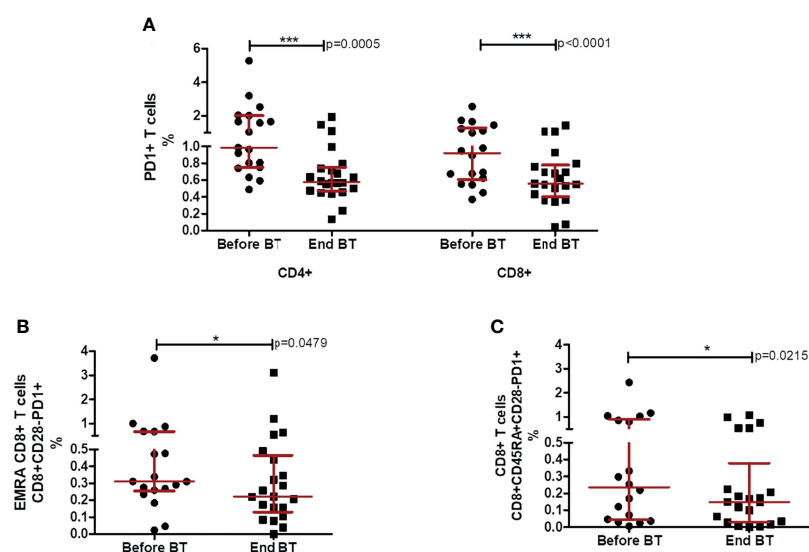 A
*** p=0.0005
*** p<0.0001
PD1+ T cells
%
6
4
2
1.0
0.8
0.6
0.4
0.2
0.0
Before BT End BT Before BT End BT
CD4+ CD8+
B
* p=0.0479
EMRA CD8+ T cells
CD8+CD28-PD1+
%
4
3
2
1
0.5
0.4
0.3
0.2
0.1
0.0
Before BT End BT
C
* p=0.0215
CD8+ T cells
CD8+CD45RA+CD28-PD1+
%
4
3
2
1
0.5
0.4
0.3
0.2
0.1
0.0
Before BT End BT